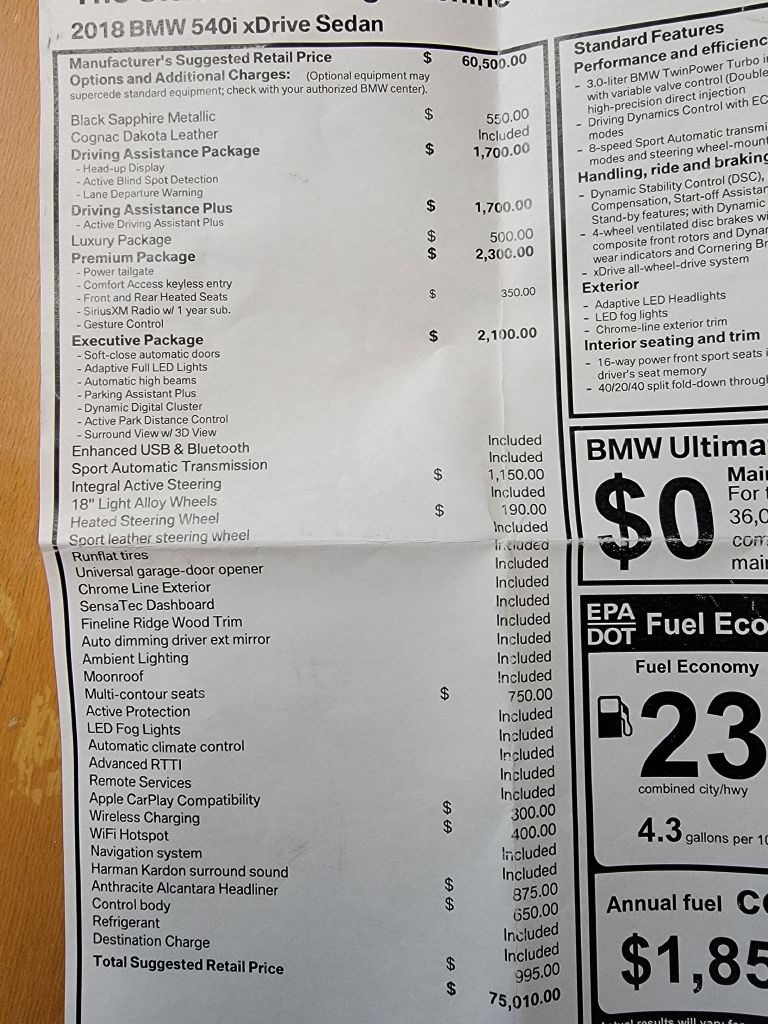 2018 BMW 540i xDrive Sedan
Manufacturer's Suggested Retail Price $ 60,500.00
Options and Additional Charges: (Optional equipment may
supercede standard equipment; check with your authorized BMW center).
Black Sapphire Metallic $ 550.00
Cognac Dakota Leather Included
Driving Assistance Package $ 1,700.00
- Head-up Display
- Active Blind Spot Detection
- Lane Departure Warning
Driving Assistance Plus $ 1,700.00
- Active Driving Assistant Plus
Luxury Package $ 500.00
Premium Package $ 2,300.00
- Power tailgate
- Comfort Access keyless entry
- Front and Rear Heated Seats $ 350.00
- SiriusXM Radio w/ 1 year sub.
- Gesture Control
Executive Package $ 2,100.00
- Soft-close automatic doors
- Adaptive Full LED Lights
- Automatic high beams
- Parking Assistant Plus
- Dynamic Digital Cluster
- Active Park Distance Control
- Surround View w/ 3D View
Enhanced USB & Bluetooth Included
Sport Automatic Transmission Included
Integral Active Steering $ 1,150.00
18" Light Alloy Wheels Included
Heated Steering Wheel $ 190.00
Sport leather steering wheel Included
Runflat tires Included
Universal garage-door opener Included
Chrome Line Exterior Included
SensaTec Dashboard Included
Fineline Ridge Wood Trim Included
Auto dimming driver ext mirror Included
Ambient Lighting Included
Moonroof Included
Multi-contour seats $ 750.00
Active Protection Included
LED Fog Lights Included
Automatic climate control Included
Advanced RTTI Included
Remote Services Included
Apple CarPlay Compatibility $ 300.00
Wireless Charging $ 400.00
WiFi Hotspot Included
Navigation system Included
Harman Kardon surround sound $ 875.00
Anthracite Alcantara Headliner $ 650.00
Control body Included
Refrigerant Included
Destination Charge $ 995.00
Total Suggested Retail Price $ 75,010.00
Standard Features
Performance and efficienc
- 3.0-liter BMW TwinPower Turbo
with variable valve control (Double
high-precision direct injection
- Driving Dynamics Control with EC
modes
- 8-speed Sport Automatic transmi
modes and steering wheel-mount
Handling, ride and braking
- Dynamic Stability Control (DSC),
Compensation, Start-off Assistan
Stand-by features; with Dynamic
- 4-wheel ventilated disc brakes wi
composite front rotors and Dynam
wear indicators and Cornering Br
- xDrive all-wheel-drive system
Exterior
- Adaptive LED Headlights
- LED fog lights
- Chrome-line exterior trim
Interior seating and trim
- 16-way power front sport seats
driver's seat memory
- 40/20/40 split fold-down through
BMW Ultima
$0
Main
For
36,0
com
mai
EPA
DOT Fuel Eco
Fuel Economy
23
combined city/hwy
4.3 gallons per 10
Annual fuel
$1,85